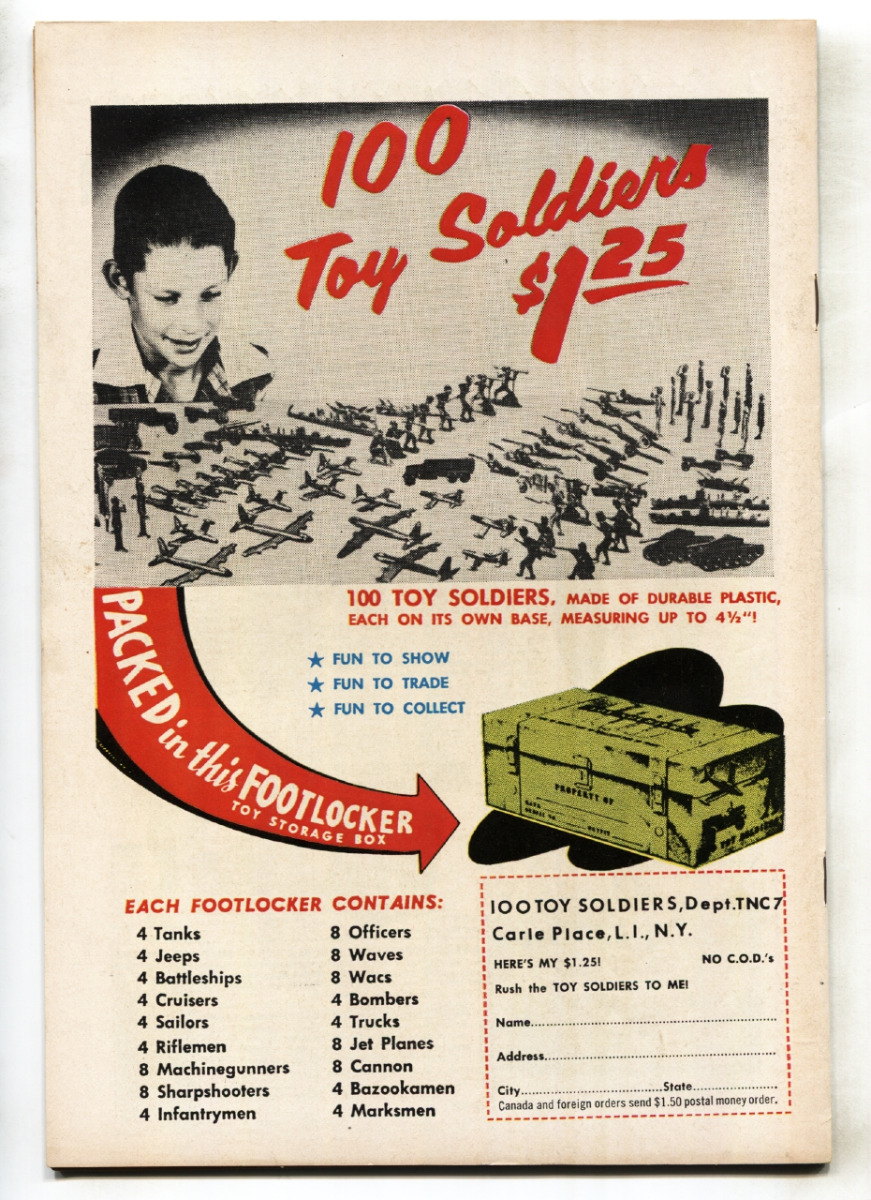 100
Toy Soldiers
$1.25
100 TOY SOLDIERS, MADE OF DURABLE PLASTIC,
EACH ON ITS OWN BASE, MEASURING UP TO 4½"!
★ FUN TO SHOW
★ FUN TO TRADE
★ FUN TO COLLECT
PACKED in this FOOTLOCKER
TOY STORAGE BOX
PROPERTY OF
EACH FOOTLOCKER CONTAINS:
4 Tanks
4 Jeeps
4 Battleships
4 Cruisers
4 Sailors
4 Riflemen
8 Machinegunners
8 Sharpshooters
4 Infantrymen
8 Officers
8 Waves
8 Wacs
4 Bombers
4 Trucks
8 Jet Planes
8 Cannon
4 Bazookamen
4 Marksmen
100 TOY SOLDIERS, Dept. TNC7
Carle Place, L.I., N.Y.
HERE'S MY $1.25! NO C.O.D.'s
Rush the TOY SOLDIERS TO ME!
Name
Address
City State
Canada and foreign orders send $1.50 postal money order.